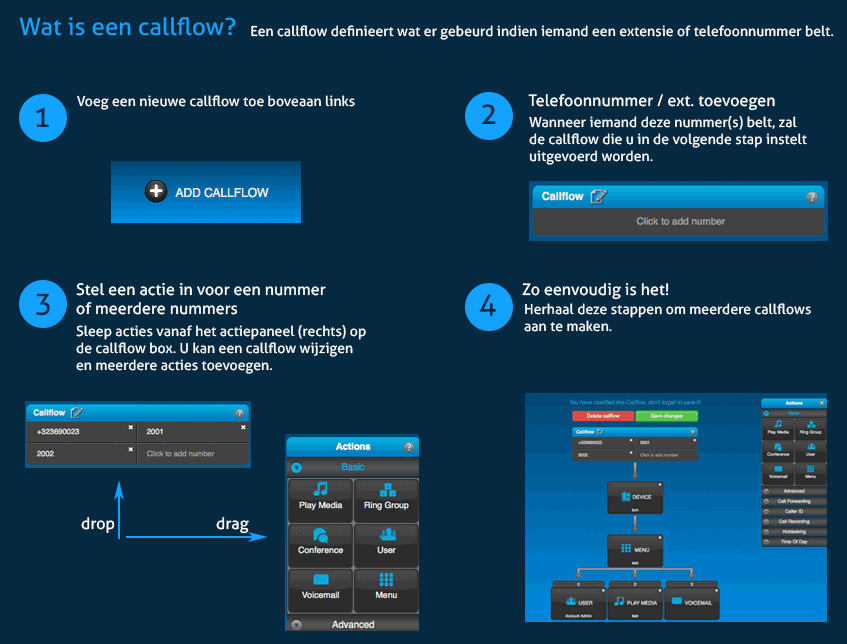 Wat is een callflow?
Een callflow definieert wat er gebeurd indien iemand een extensie of telefoonnummer belt.
1
Voeg een nieuwe callflow toe boveaan links
ADD CALLFLOW
2
Telefoonnummer / ext. toevoegen
Wanneer iemand deze nummer(s) belt, zal
de callflow die u in de volgende stap instelt
uitgevoerd worden.
Callflow
?
Click to add number
3
Stel een actie in voor een nummer
of meerdere nummers
Sleep acties vanaf het actiepaneel (rechts) op
de callflow box. U kan een callflow wijzigen
en meerdere acties toevoegen.
Callflow
?
+323690023
2001
2002
Click to add number
drop
drag
Actions
?
Basic
Play Media
Ring Group
Conference
User
Voicemail
Menu
Advanced
4
Zo eenvoudig is het!
Herhaal deze stappen om meerdere callflows
aan te maken.
You have modified this Callflow, don't forget to save it!
Delete callflow
Save changes
Callflow
+323690023
2001
2002
Click to add number
DEVICE
MENU
test
0
2
3
USER
Account Admin
PLAY MEDIA
test
VOICEMAIL
Actions
Basic
Play Media
Ring Group
Conference
User
Voicemail
Menu
Advanced
Call Forwarding
Caller ID
Call Recording
Hotdesking
Time Of Day